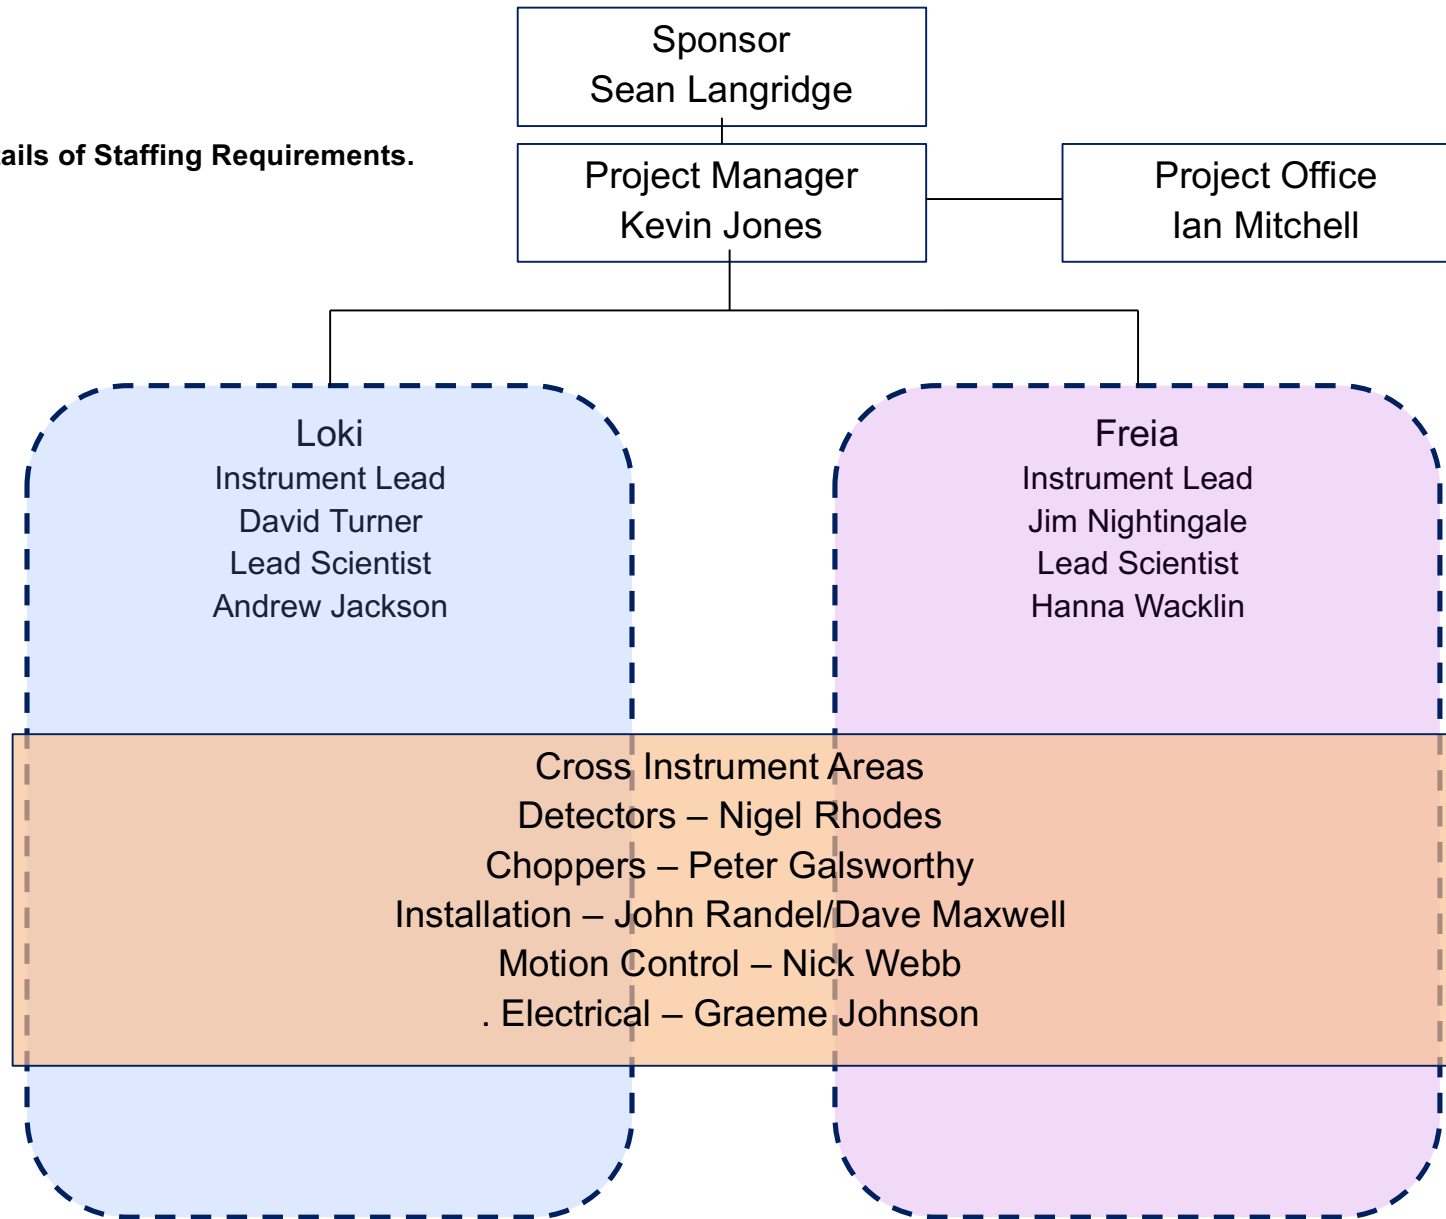 Sponsor
Sean Langridge
ails of Staffing Requirements.
Project Manager
Kevin Jones
Project Office
Ian Mitchell
Loki
Instrument Lead
David Turner
Lead Scientist
Andrew Jackson
Freia
Instrument Lead
Jim Nightingale
Lead Scientist
Hanna Wacklin
Cross Instrument Areas
Detectors – Nigel Rhodes
Choppers – Peter Galsworthy
Installation – John Randel/Dave Maxwell
Motion Control – Nick Webb
. Electrical – Graeme Johnson